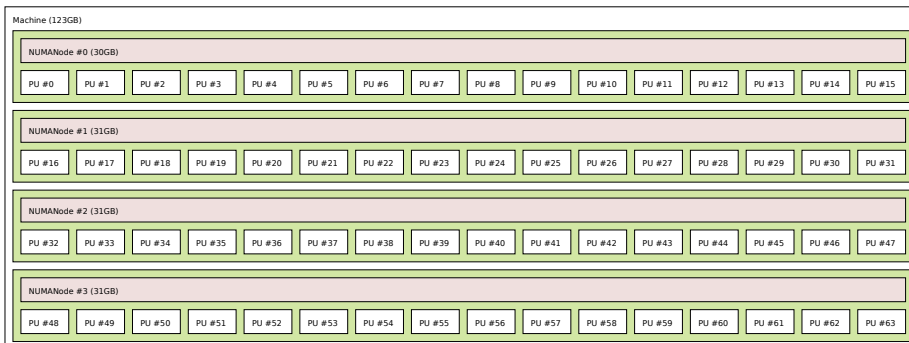 Machine (123GB)
NUMANode #0 (30GB)
PU #0 PU #1 PU #2 PU #3 PU #4 PU #5 PU #6 PU #7 PU #8 PU #9 PU #10 PU #11 PU #12 PU #13 PU #14 PU #15
NUMANode #1 (31GB)
PU #16 PU #17 PU #18 PU #19 PU #20 PU #21 PU #22 PU #23 PU #24 PU #25 PU #26 PU #27 PU #28 PU #29 PU #30 PU #31
NUMANode #2 (31GB)
PU #32 PU #33 PU #34 PU #35 PU #36 PU #37 PU #38 PU #39 PU #40 PU #41 PU #42 PU #43 PU #44 PU #45 PU #46 PU #47
NUMANode #3 (31GB)
PU #48 PU #49 PU #50 PU #51 PU #52 PU #53 PU #54 PU #55 PU #56 PU #57 PU #58 PU #59 PU #60 PU #61 PU #62 PU #63